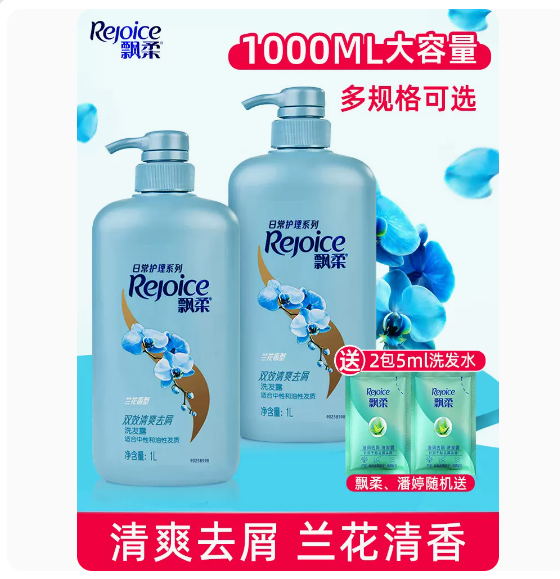 Rejoice
飘柔
1000ML大容量
多规格可选
日常护理系列
Rejoice
飘柔
兰花香型
双效清爽去屑
洗发露
适合中性和油性发质
净含量:1L
90258598
日常护理系列
Rejoice
飘柔
兰花香型
双效清爽去屑
洗发露
适合中性和油性发质
净含量:1L
90258598
送 2包5ml洗发水
Rejoice
飘柔
Rejoice
飘柔
飘柔、潘婷随机送
清爽去屑 兰花清香